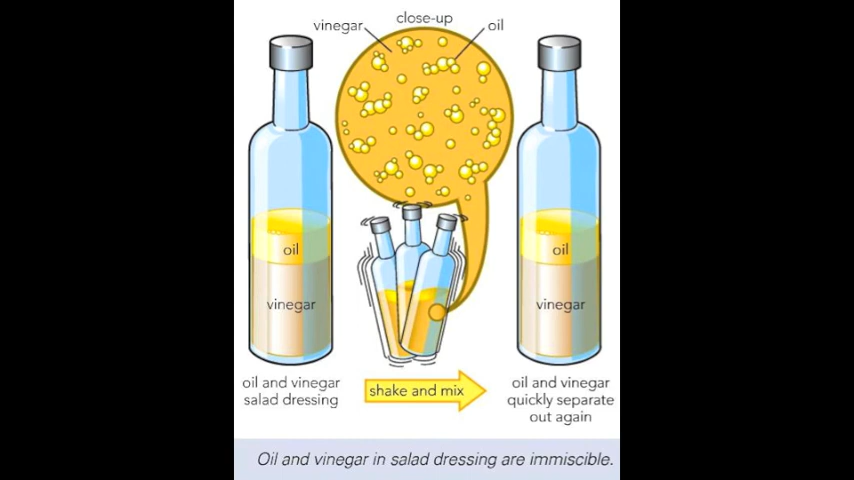 close-up
vinegar
oil
oil
vinegar
oil
vinegar
oil and vinegar
salad dressing
shake and mix
oil and vinegar
quickly separate
out again
Oil and vinegar in salad dressing are immiscible.